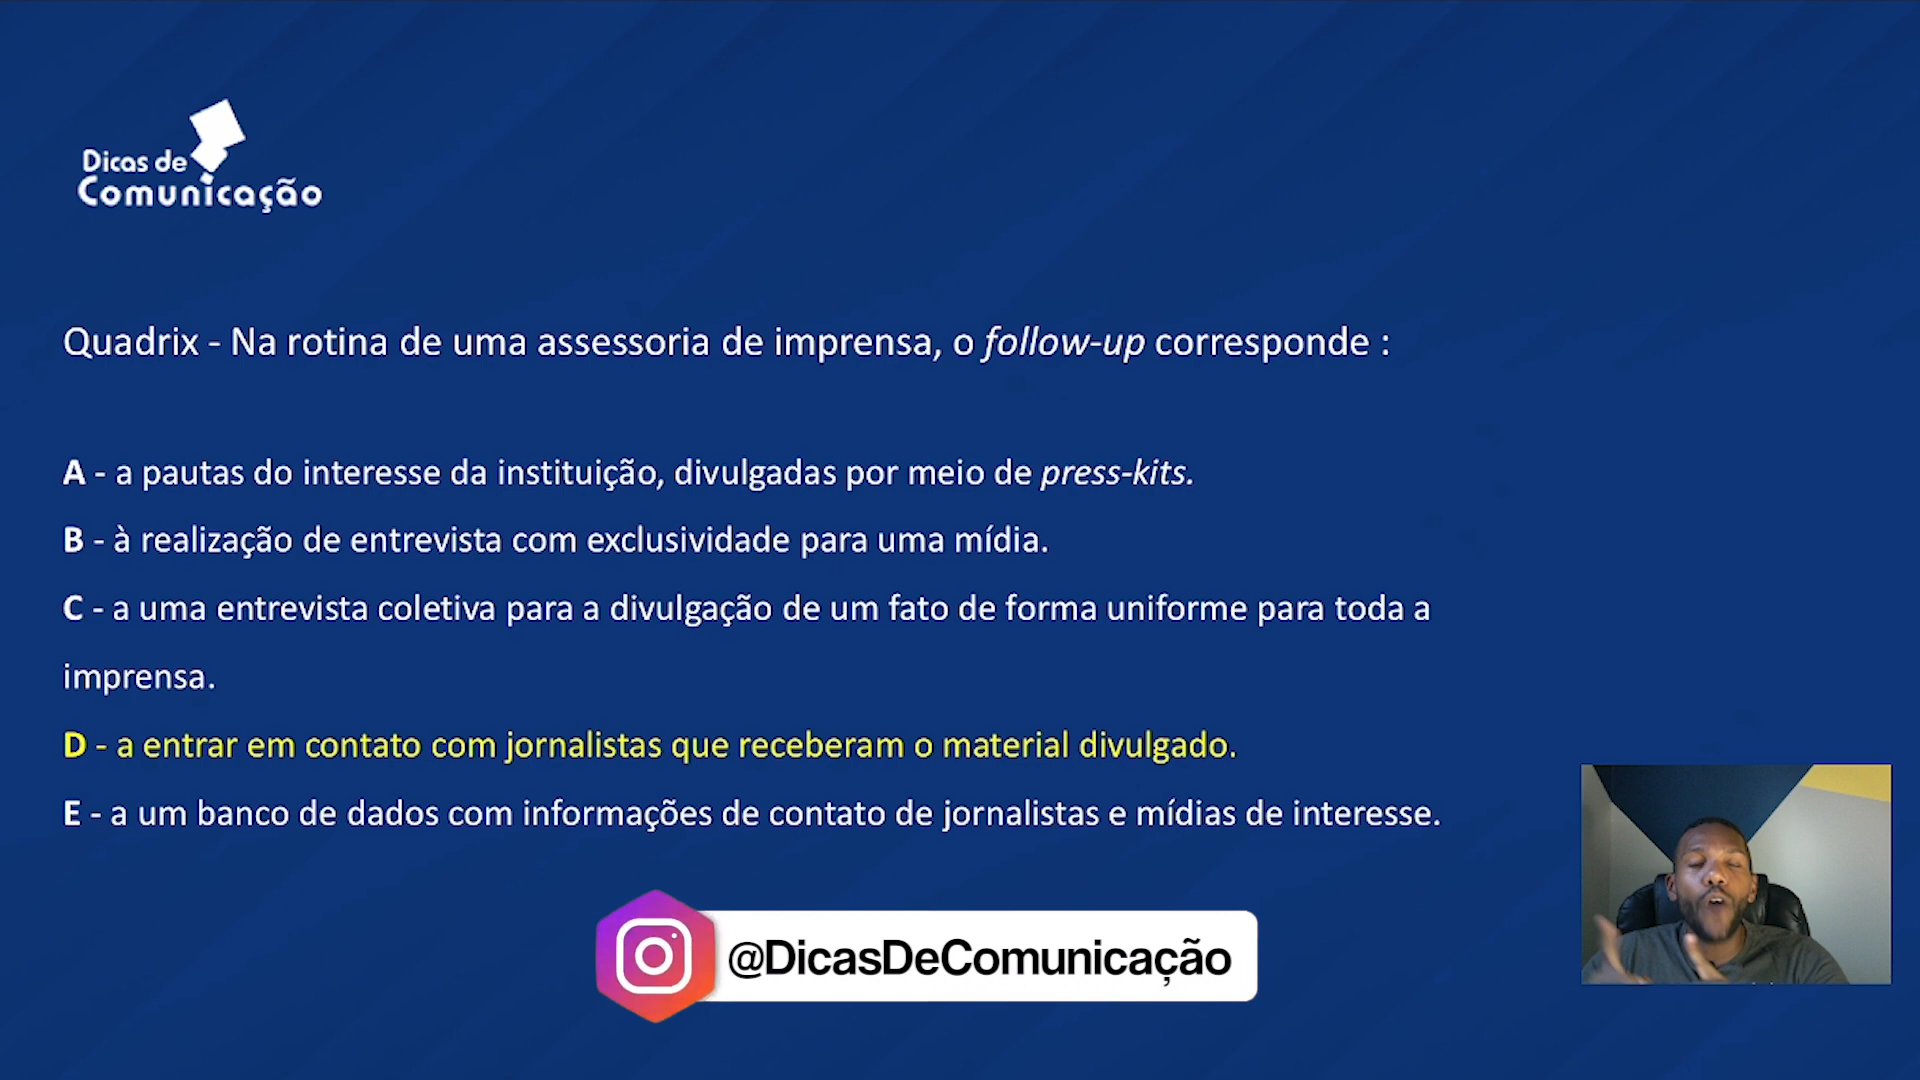 Dicas de
Comunicação
Quadrix - Na rotina de uma assessoria de imprensa, o follow-up corresponde :
A - a pautas do interesse da instituição, divulgadas por meio de press-kits.
B - à realização de entrevista com exclusividade para uma mídia.
C - a uma entrevista coletiva para a divulgação de um fato de forma uniforme para toda a
imprensa.
D - a entrar em contato com jornalistas que receberam o material divulgado.
E - a um banco de dados com informações de contato de jornalistas e mídias de interesse.
@DicasDeComunicação